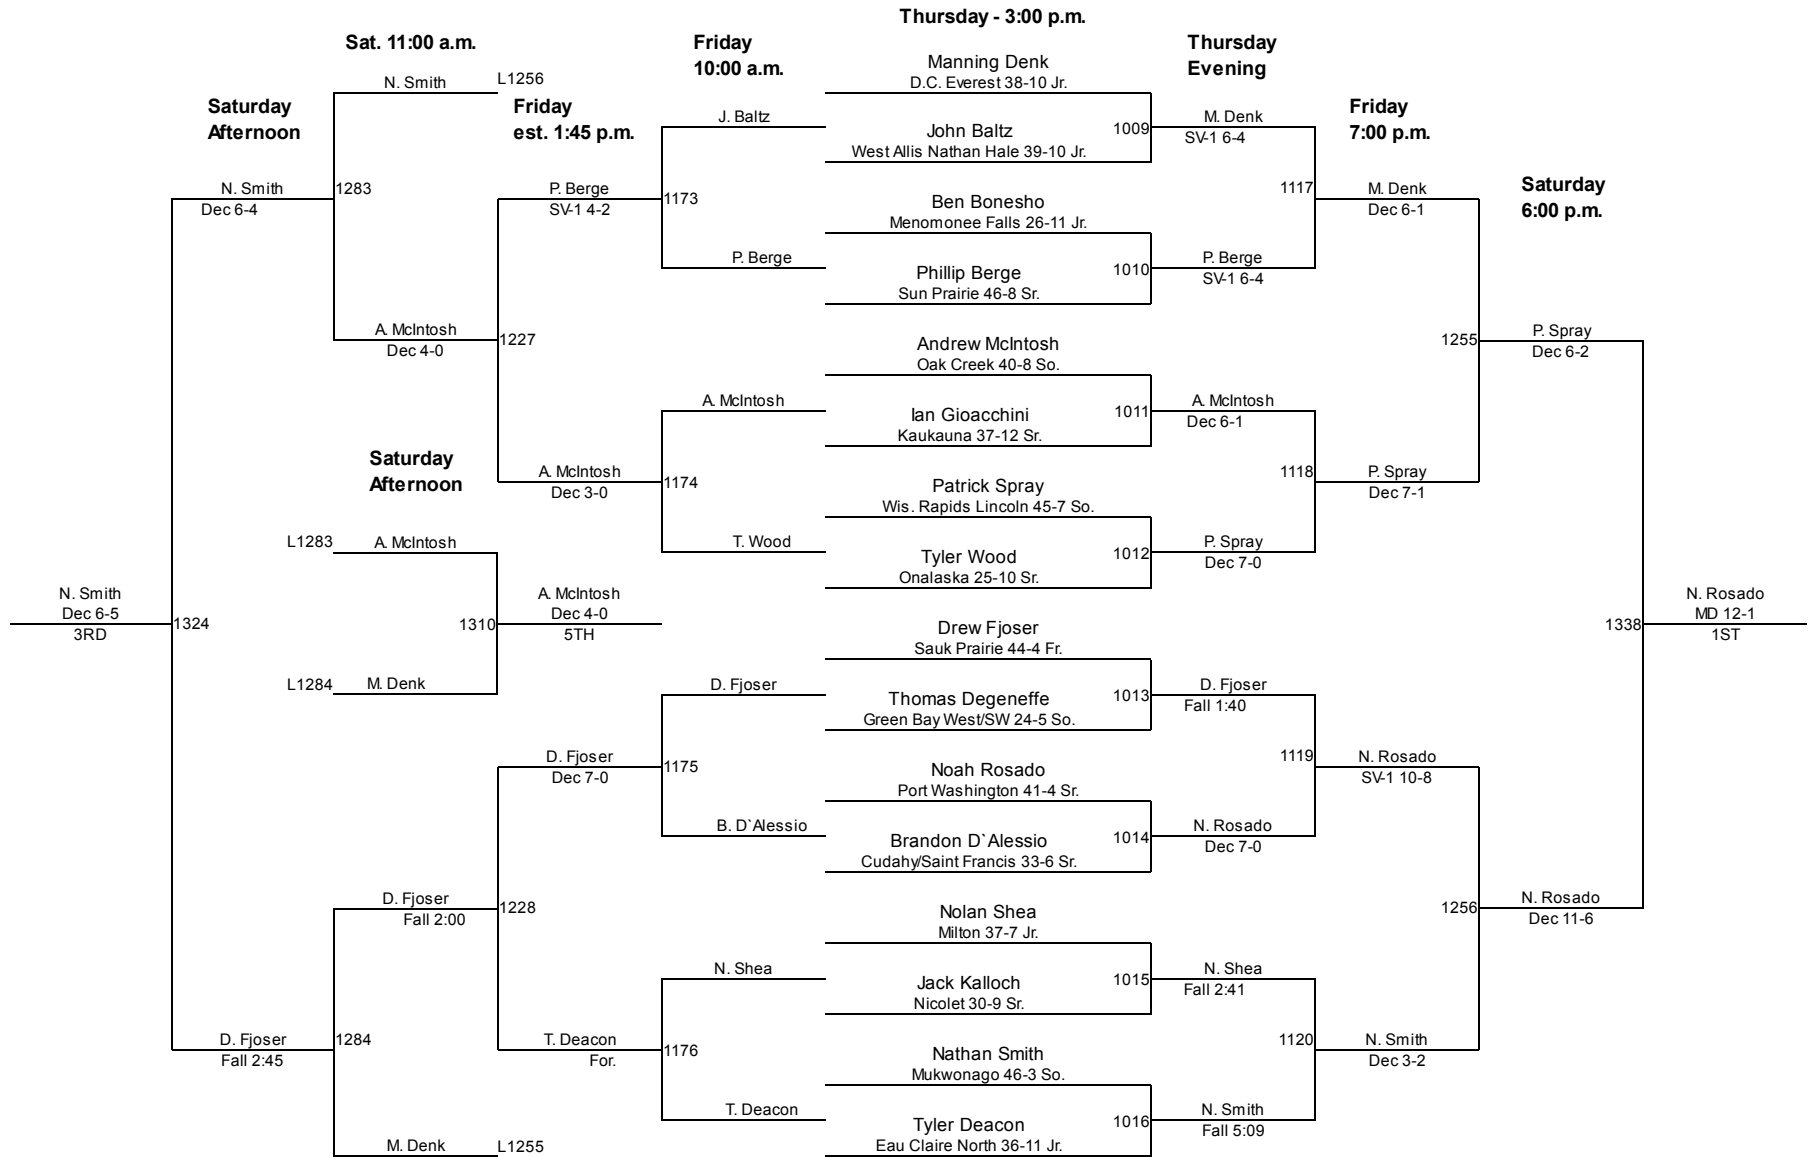 Thursday - 3:00 p.m.
Sat. 11:00 a.m.
Friday
10:00 a.m.
Thursday
Evening
Manning Denk
D.C. Everest 38-10 Jr.
N. Smith
L1256
Saturday
Afternoon
Friday
est. 1:45 p.m.
Friday
7:00 p.m.
J. Baltz
John Baltz
West Allis Nathan Hale 39-10 Jr.
1009
M. Denk
SV-1 6-4
N. Smith
Dec 6-4
1283
P. Berge
SV-1 4-2
1173
Ben Bonesho
Menomonee Falls 26-11 Jr.
1117
M. Denk
Dec 6-1
Saturday
6:00 p.m.
P. Berge
Phillip Berge
Sun Prairie 46-8 Sr.
1010
P. Berge
SV-1 6-4
A. McIntosh
Dec 4-0
1227
Andrew McIntosh
Oak Creek 40-8 So.
1255
P. Spray
Dec 6-2
A. McIntosh
Ian Gioacchini
Kaukauna 37-12 Sr.
1011
A. McIntosh
Dec 6-1
Saturday
Afternoon
A. McIntosh
Dec 3-0
1174
Patrick Spray
Wis. Rapids Lincoln 45-7 So.
1118
P. Spray
Dec 7-1
L1283
A. McIntosh
T. Wood
Tyler Wood
Onalaska 25-10 Sr.
1012
P. Spray
Dec 7-0
N. Smith
Dec 6-5
3RD
1324
1310
A. McIntosh
Dec 4-0
5TH
Drew Fjoser
Sauk Prairie 44-4 Fr.
1338
N. Rosado
MD 12-1
1ST
L1284
M. Denk
D. Fjoser
Thomas Degeneffe
Green Bay West/SW 24-5 So.
1013
D. Fjoser
Fall 1:40
D. Fjoser
Dec 7-0
1175
Noah Rosado
Port Washington 41-4 Sr.
1119
N. Rosado
SV-1 10-8
B. D`Alessio
Brandon D`Alessio
Cudahy/Saint Francis 33-6 Sr.
1014
N. Rosado
Dec 7-0
D. Fjoser
Fall 2:00
1228
Nolan Shea
Milton 37-7 Jr.
1256
N. Rosado
Dec 11-6
N. Shea
Jack Kalloch
Nicolet 30-9 Sr.
1015
N. Shea
Fall 2:41
D. Fjoser
Fall 2:45
1284
T. Deacon
For.
1176
Nathan Smith
Mukwonago 46-3 So.
1120
N. Smith
Dec 3-2
T. Deacon
Tyler Deacon
Eau Claire North 36-11 Jr.
1016
N. Smith
Fall 5:09
M. Denk
L1255